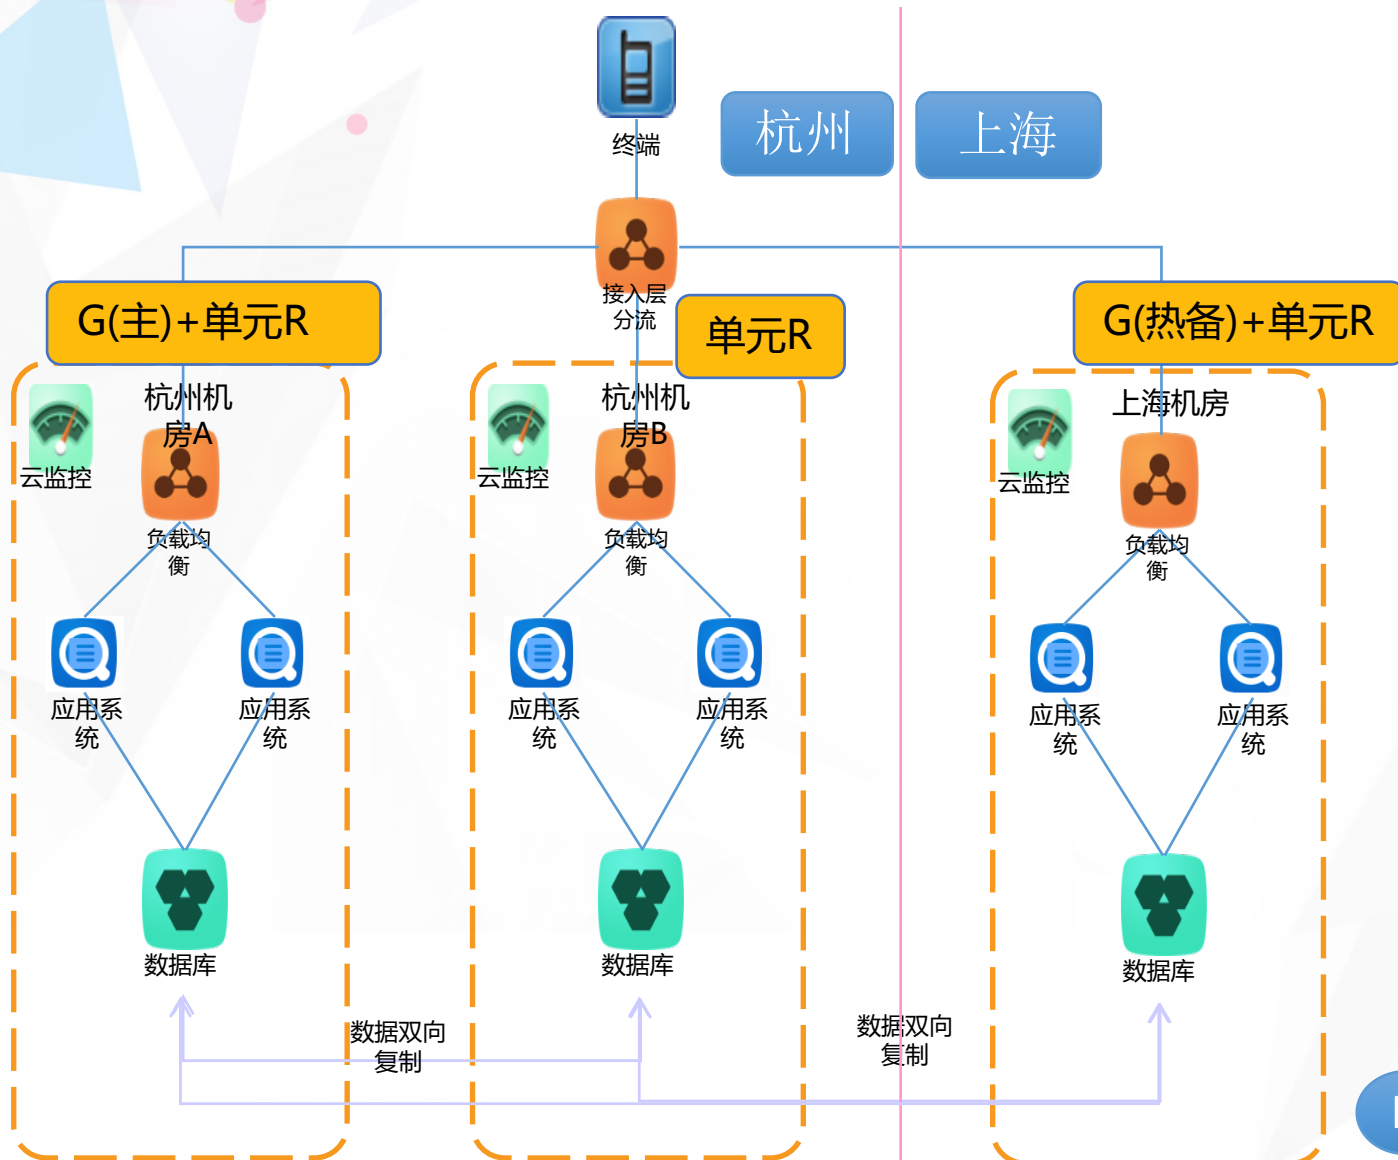 终端
杭州
上海
接入层
分流
G(主)+单元R
单元R
G(热备)+单元R
杭州机
房A
云监控
负载均
衡
应用系
统
应用系
统
数据库
杭州机
房B
云监控
负载均
衡
应用系
统
应用系
统
数据库
上海机房
云监控
负载均
衡
应用系
统
应用系
统
数据库
数据双向
复制
数据双向
复制